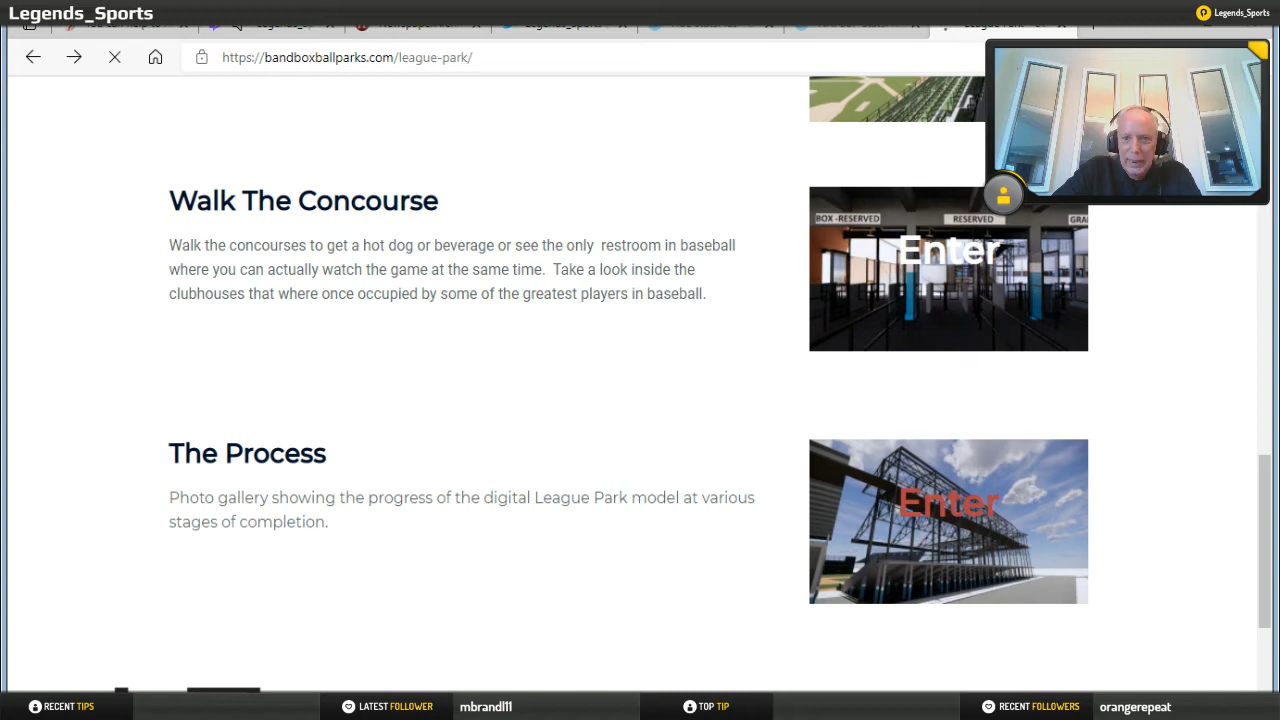 Legends_Sports
Legends_Sports
https://bandboxballparks.com/league-park/
Walk The Concourse
Walk the concourses to get a hot dog or beverage or see the only restroom in baseball
where you can actually watch the game at the same time. Take a look inside the
clubhouses that where once occupied by some of the greatest players in baseball.
BOX-RESERVED
RESERVED
Enter
The Process
Photo gallery showing the progress of the digital League Park model at various
stages of completion.
Enter
RECENT TIPS
LATEST FOLLOWER
mbrandl11
TOP TIP
RECENT FOLLOWERS
orangerepeat